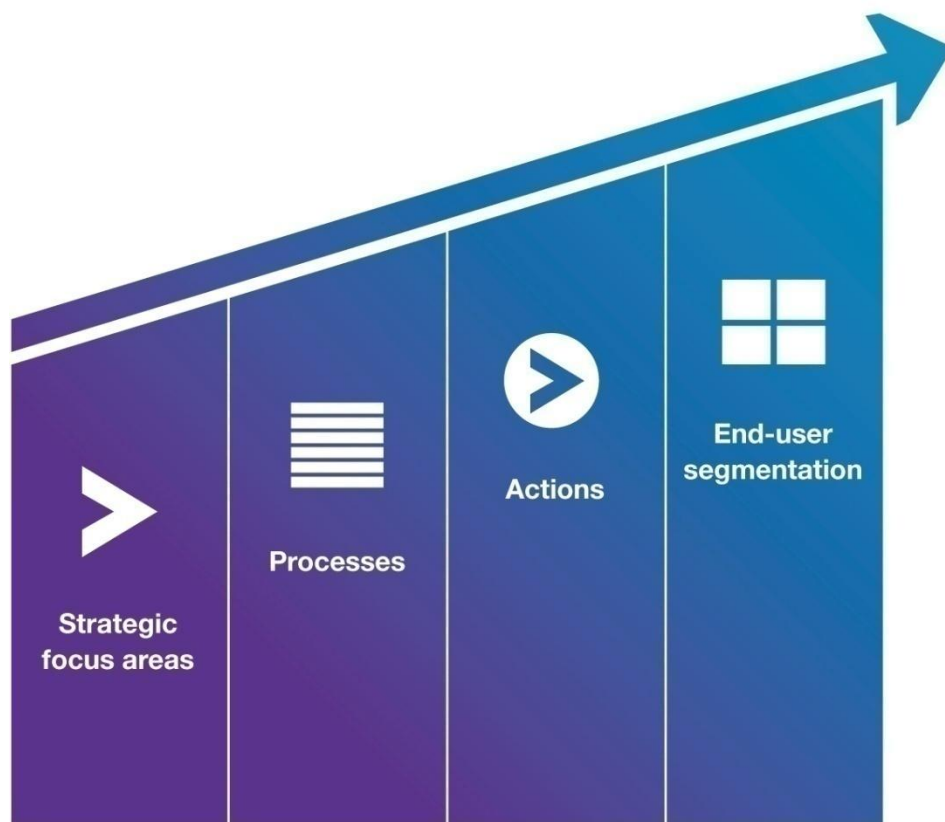 Strategic
focus areas
Processes
Actions
End-user
segmentation